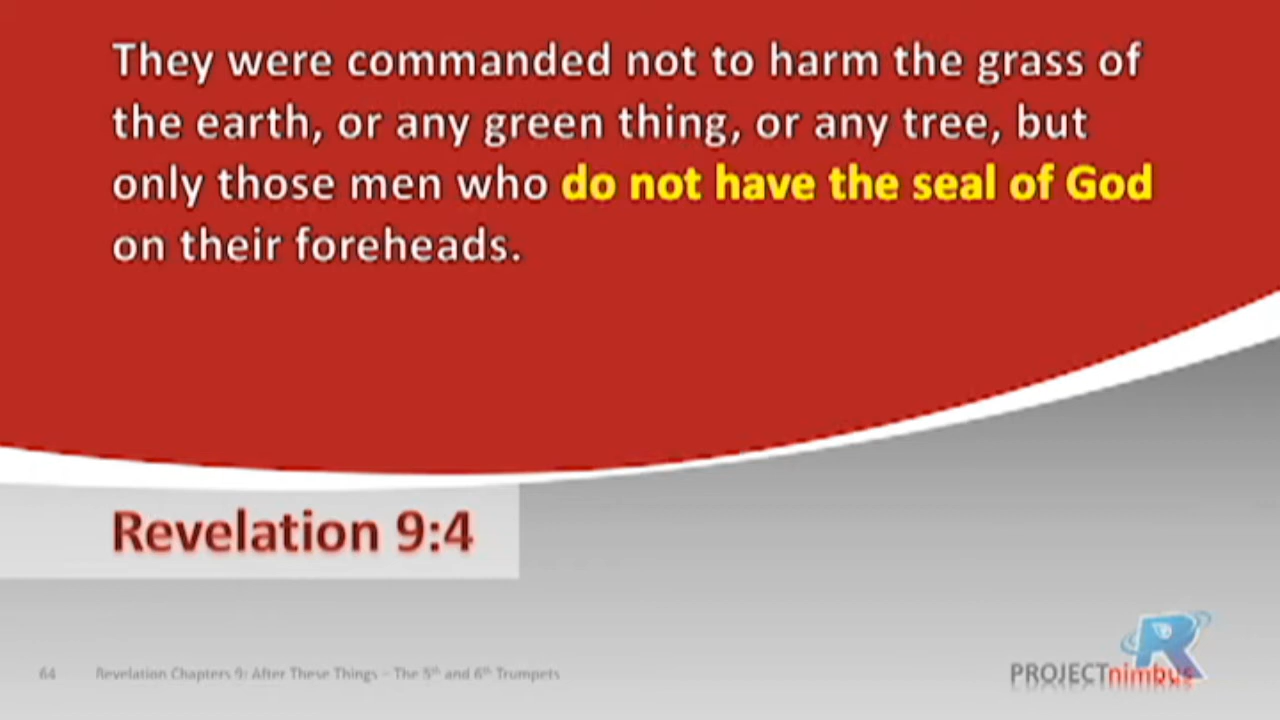 They were commanded not to harm the grass of
the earth, or any green thing, or any tree, but
only those men who do not have the seal of God
on their foreheads.
Revelation 9:4
64 Revelation Chapters 9: After These Things – The 5th and 6th Trumpets
PROJECTnimbus